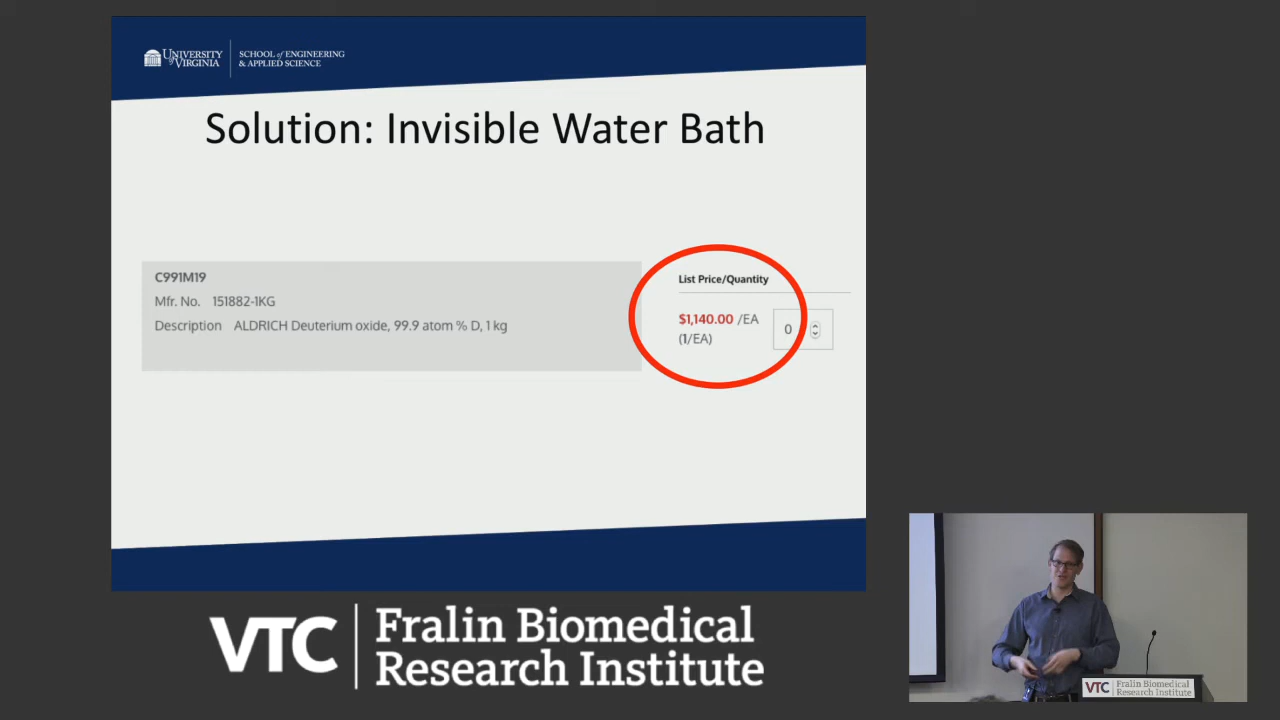 UNIVERSITY of VIRGINIA
SCHOOL of ENGINEERING
& APPLIED SCIENCE
Solution: Invisible Water Bath
C991M19
Mfr. No. 151882-1KG
Description ALDRICH Deuterium oxide, 99.9 atom % D, 1 kg
List Price/Quantity
$1,140.00 /EA
(1/EA)
0
VTC
Fralin Biomedical
Research Institute
VTC
Fralin Biomedical
Research Institute